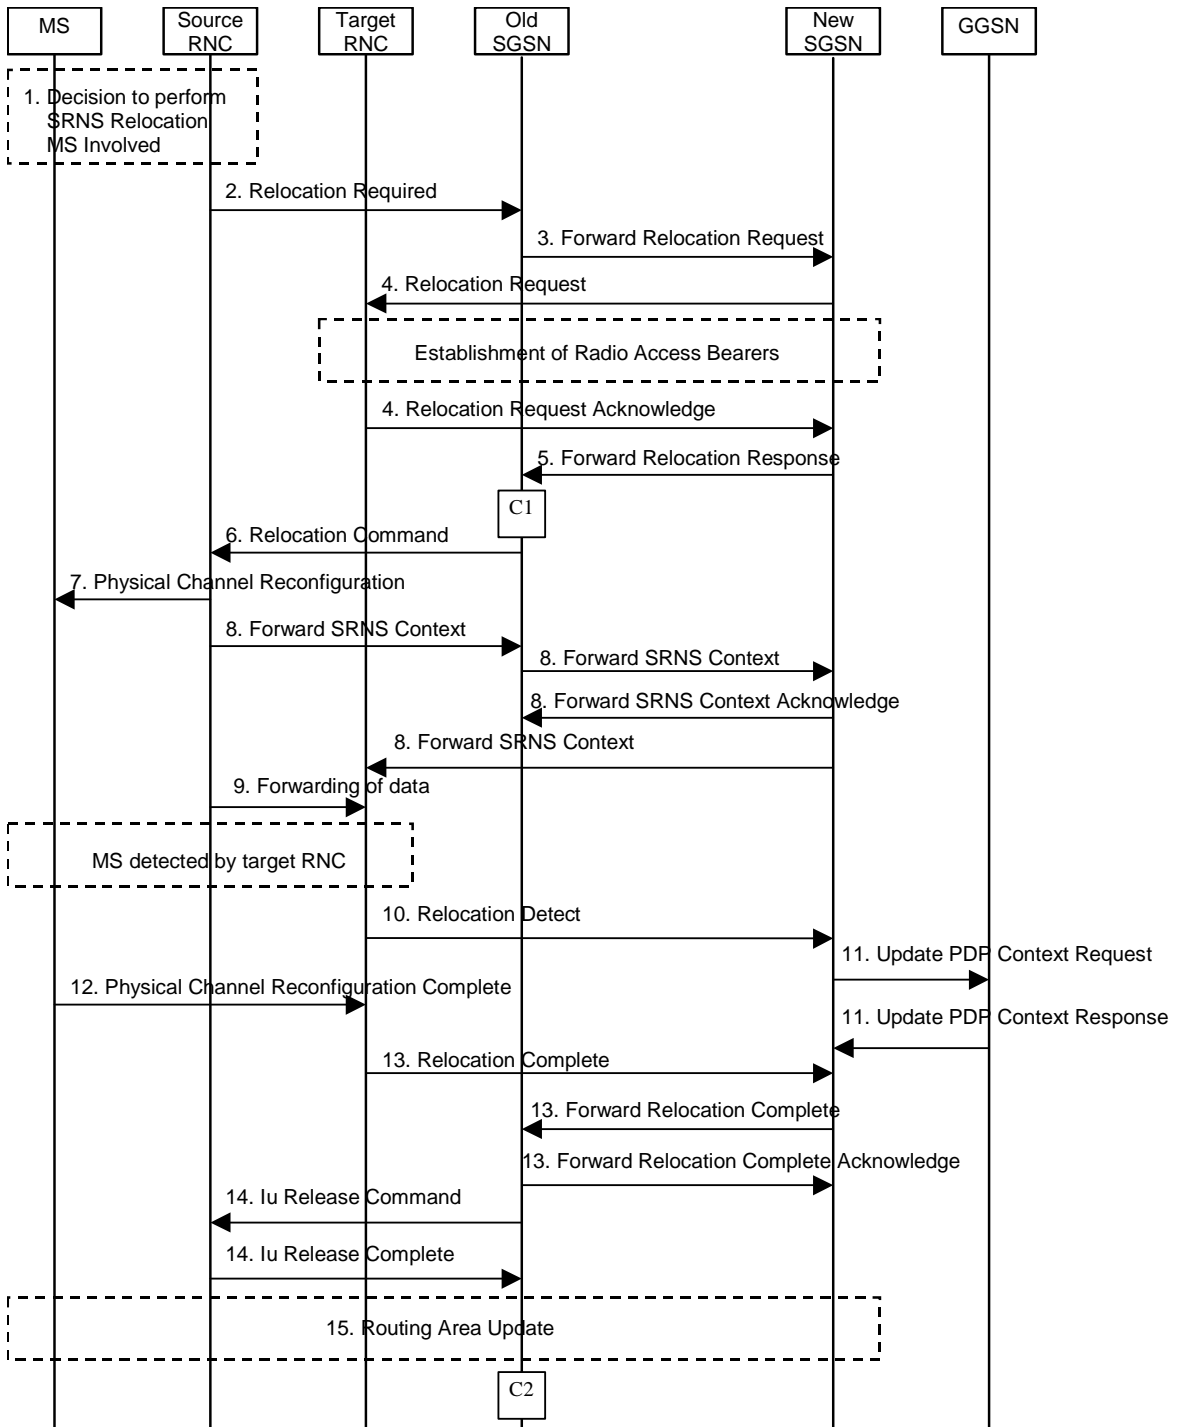 MS
Source
RNC
Target
RNC
Old
SGSN
New
SGSN
GGSN
1. Decision to perform
SRNS Relocation
MS Involved
2. Relocation Required
3. Forward Relocation Request
4. Relocation Request
Establishment of Radio Access Bearers
4. Relocation Request Acknowledge
5. Forward Relocation Response
C1
6. Relocation Command
7. Physical Channel Reconfiguration
8. Forward SRNS Context
8. Forward SRNS Context
8. Forward SRNS Context Acknowledge
8. Forward SRNS Context
9. Forwarding of data
MS detected by target RNC
10. Relocation Detect
11. Update PDP Context Request
12. Physical Channel Reconfiguration Complete
11. Update PDP Context Response
13. Relocation Complete
13. Forward Relocation Complete
13. Forward Relocation Complete Acknowledge
14. Iu Release Command
14. Iu Release Complete
15. Routing Area Update
C2